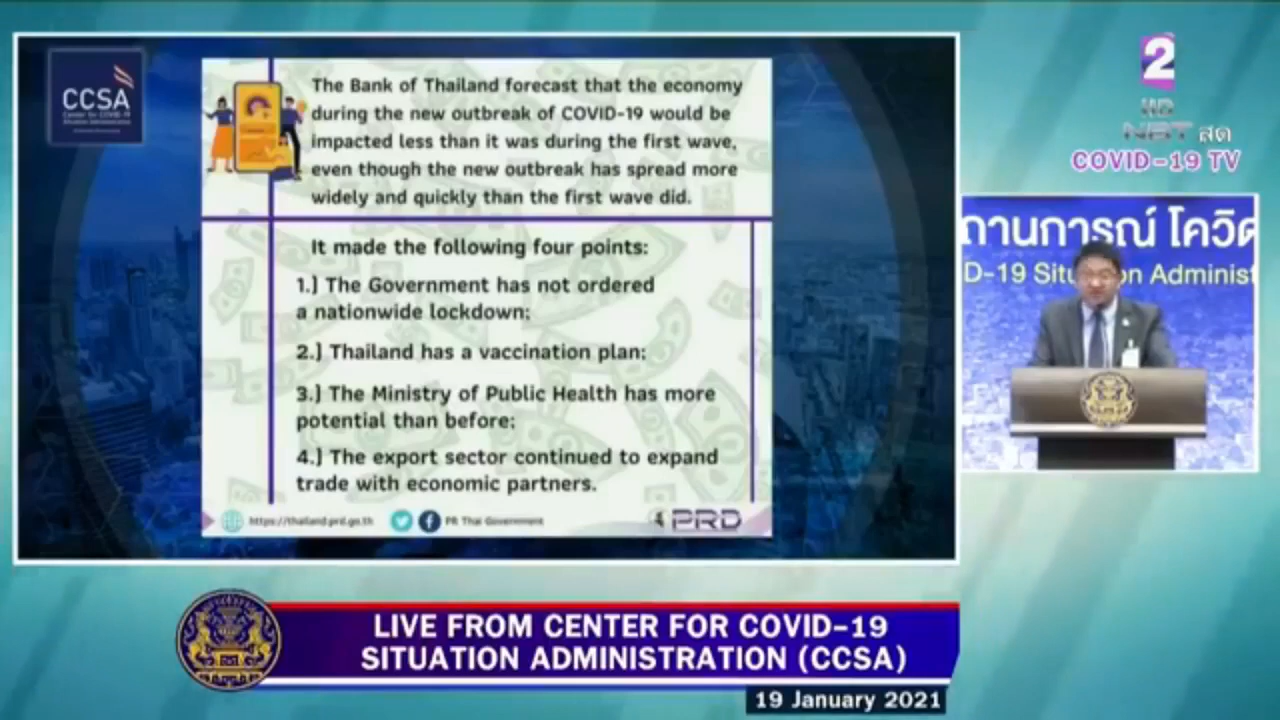 CCSA
Center for COVID-19
Situation Administration
The Bank of Thailand forecast that the economy
during the new outbreak of COVID-19 would be
impacted less than it was during the first wave,
even though the new outbreak has spread more
widely and quickly than the first wave did.
It made the following four points:
1.) The Government has not ordered
a nationwide lockdown;
2.) Thailand has a vaccination plan;
3.) The Ministry of Public Health has more
potential than before;
4.) The export sector continued to expand
trade with economic partners.
https://thailand.prd.go.th
PR Thai Government
PRD
2
HD
NBT สด
COVID-19 TV
ถานการณ์ โควิด
D-19 Situ on Administ
LIVE FROM CENTER FOR COVID-19
SITUATION ADMINISTRATION (CCSA)
19 January 2021